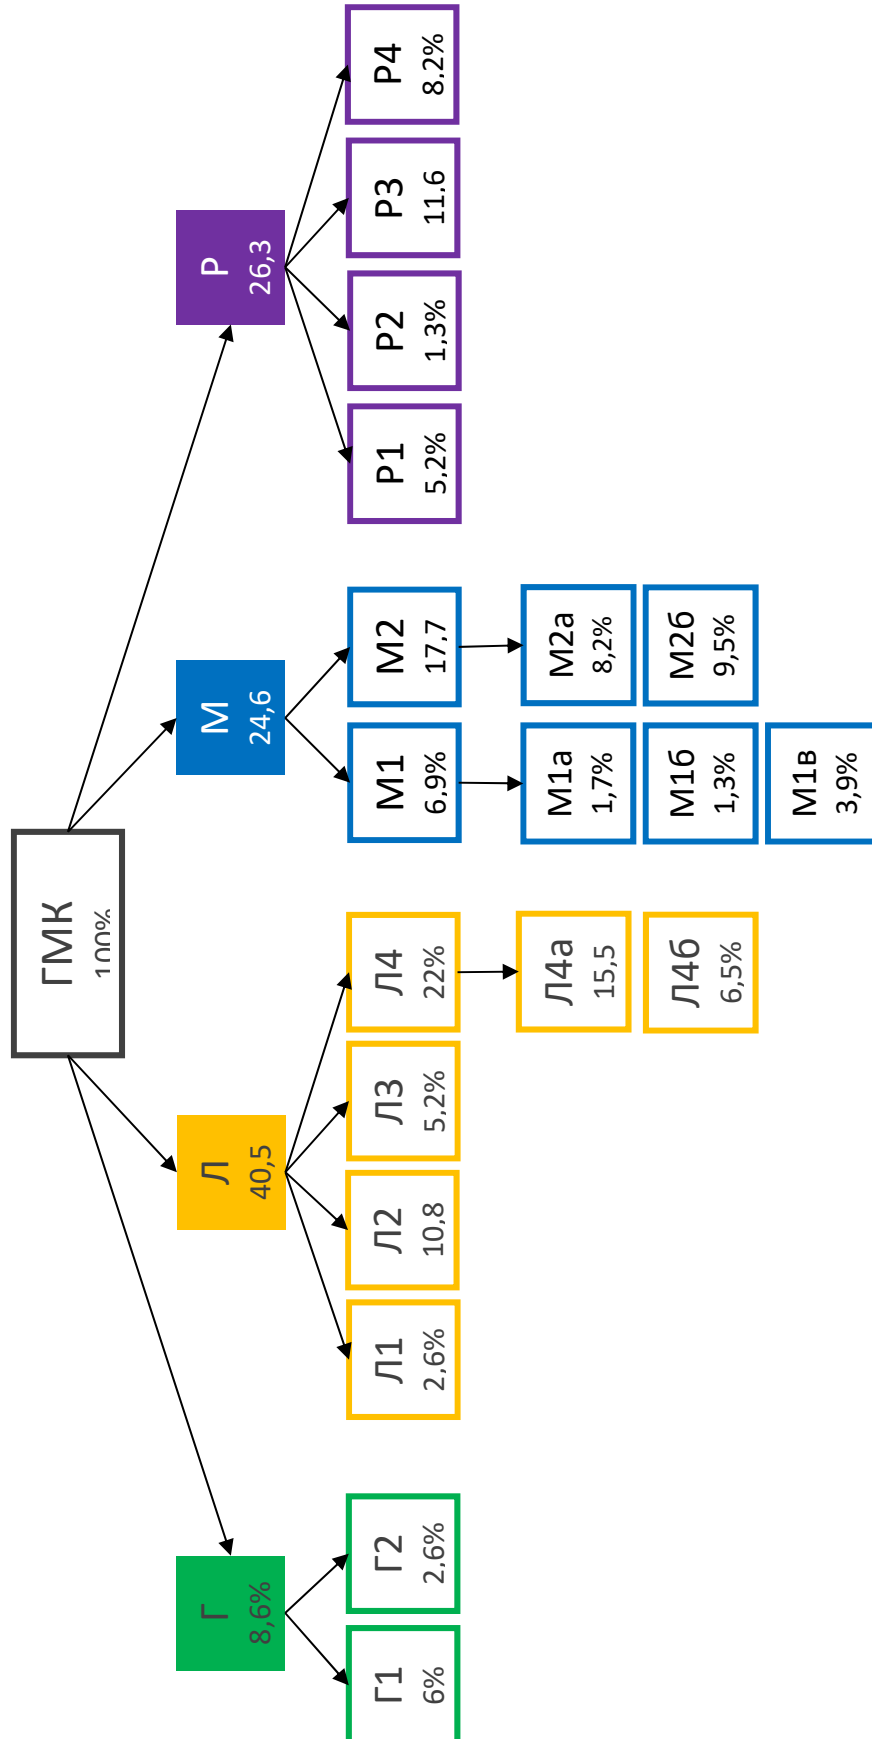 ГМК
100%
Г
8,6%
Л
40,5
М
24,6
Р
26,3
Г1
6%
Г2
2,6%
Л1
2,6%
Л2
10,8
Л3
5,2%
Л4
22%
М1
6,9%
М2
17,7
Р1
5,2%
Р2
1,3%
Р3
11,6
Р4
8,2%
Л4а
15,5
М1а
1,7%
М2а
8,2%
Л4б
6,5%
М1б
1,3%
М2б
9,5%
М1в
3,9%